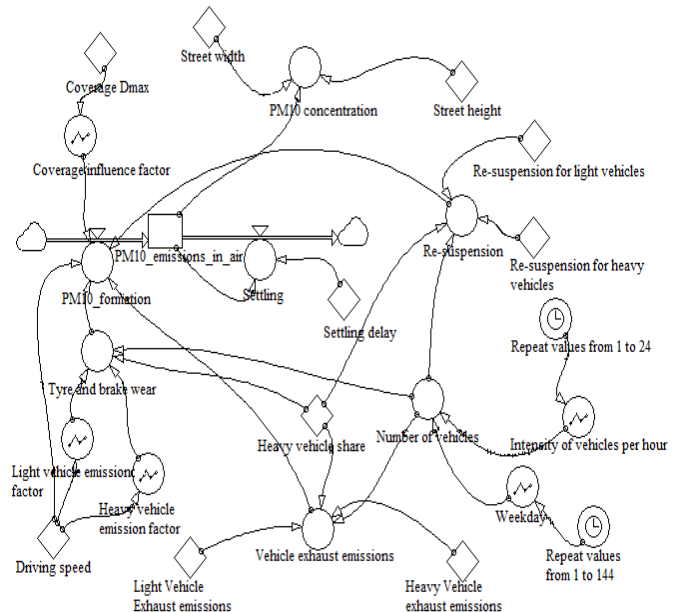 Street width
Coverage Dmax
PM10 concentration
Street height
Coverage influence factor
Re-suspension for light vehicles
PM10_emissions_in_air
Re-suspension
Re-suspension for heavy
vehicles
PM10_formation
Settling
Settling delay
Repeat values from 1 to 24
Tyre and brake wear
Heavy vehicle share
Number of vehicles
Intensity of vehicles per hour
Light vehicle emission
factor
Heavy vehicle
emission factor
Weekday
Driving speed
Vehicle exhaust emissions
Repeat values
from 1 to 144
Light Vehicle
Exhaust emissions
Heavy Vehicle
exhaust emissions